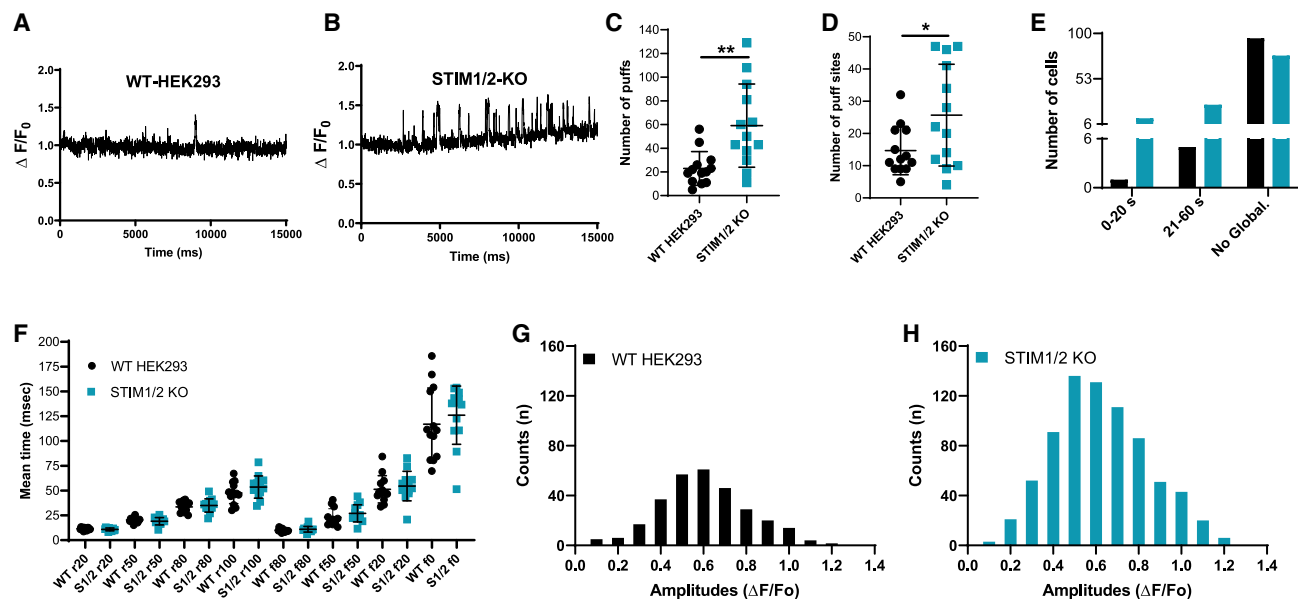 A
WT-HEK293
Δ F/F0
2.0
1.5
1.0
0.5
0.0
0
5000
10000
15000
Time (ms)
B
STIM1/2-KO
Δ F/F0
2.0
1.5
1.0
0.5
0.0
0
5000
10000
15000
Time (ms)
C
**
Number of puffs
140
120
100
80
60
40
20
0
WT HEK293
STIM1/2 KO
D
*
Number of puff sites
50
40
30
20
10
0
WT HEK293
STIM1/2 KO
E
Number of cells
100
53
6
6
3
0
0-20 s
21-60 s
No Global.
F
Mean time (msec)
200
175
150
125
100
75
50
25
0
WT HEK293
STIM1/2 KO
WT r20
S1/2 r20
WT r50
S1/2 r50
WT r80
S1/2 r80
WT r100
S1/2 r100
WT f80
S1/2 f80
WT f50
S1/2 f50
WT r20
S1/2 f20
WT f0
S1/2 f0
G
WT HEK293
Counts (n)
160
120
80
40
0
0.0 0.2 0.4 0.6 0.8 1.0 1.2 1.4
Amplitudes (ΔF/Fo)
H
STIM1/2 KO
Counts (n)
160
120
80
40
0
0.0 0.2 0.4 0.6 0.8 1.0 1.2 1.4
Amplitudes (ΔF/Fo)